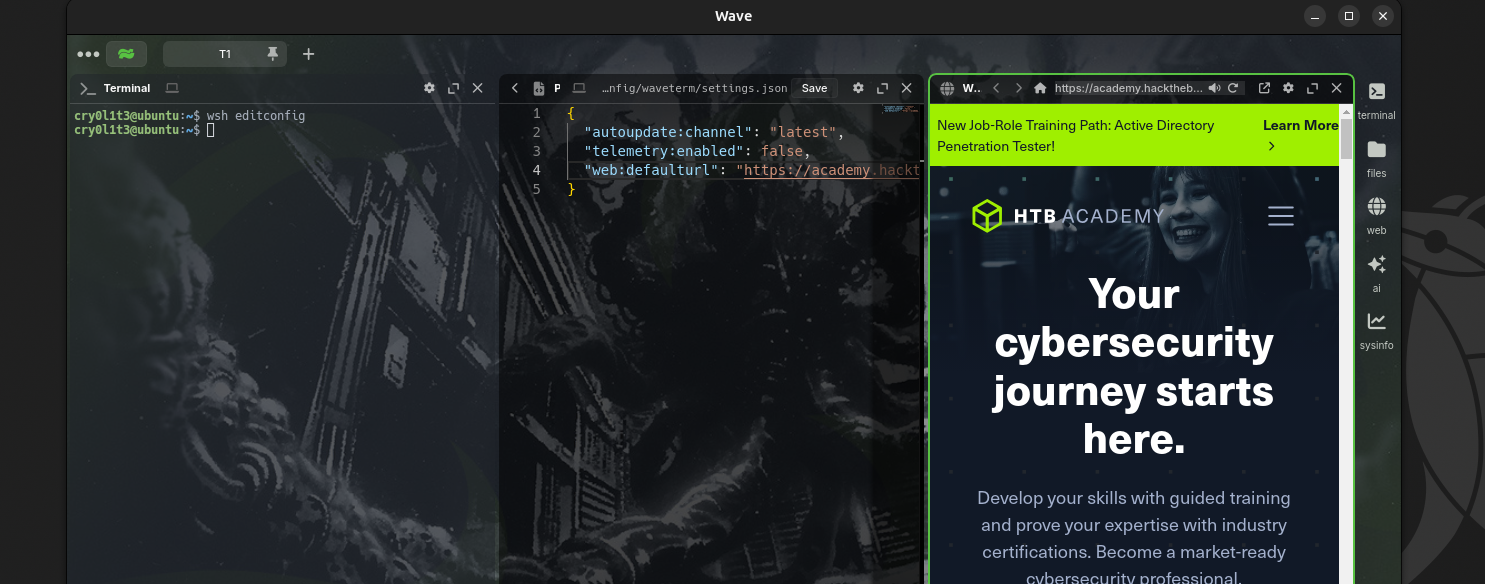 Wave
T1
Terminal
cry0l1t3@ubuntu:~$ wsh editconfig
cry0l1t3@ubuntu:~$
P …nfig/waveterm/settings.json Save
1 {
2 "autoupdate:channel": "latest",
3 "telemetry:enabled": false,
4 "web:defaulturl": "https://academy.hackt
5 }
W.. https://academy.hacktheb...
New Job-Role Training Path: Active Directory
Penetration Tester!
Learn More
HTB ACADEMY
Your
cybersecurity
journey starts
here.
Develop your skills with guided training
and prove your expertise with industry
certifications. Become a market-ready
cybersecurity professional.
terminal
files
web
ai
sysinfo